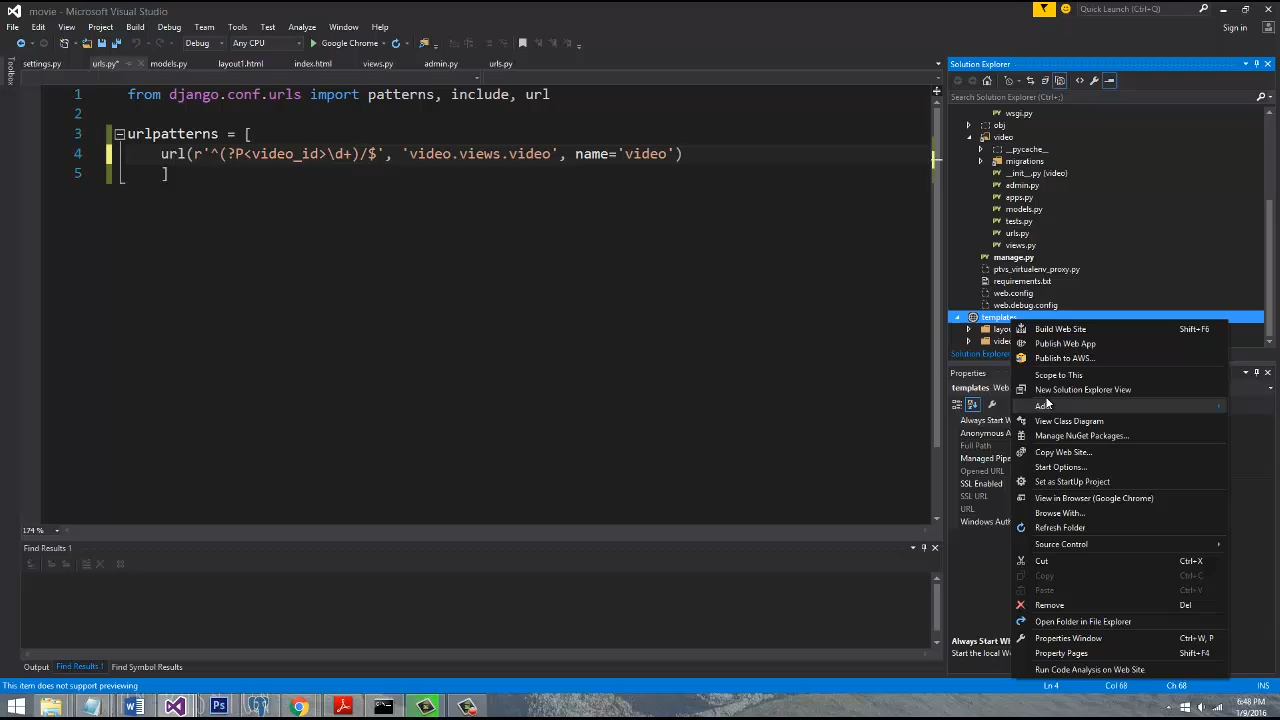 movie - Microsoft Visual Studio
Quick Launch (Ctrl+Q)
File Edit View Project Build Debug Team Tools Test Analyze Window Help
Sign in
Debug Any CPU Google Chrome
Toolbox
settings.py urls.py* models.py layout1.html index.html views.py admin.py urls.py
Solution Explorer
Search Solution Explorer (Ctrl+;)
1 from django.conf.urls import patterns, include, url
2
3 urlpatterns = [
4 url(r'^(?P<video_id>\d+)/$', 'video.views.video', name='video')
5 ]
wsgi.py
obj
video
__pycache__
migrations
__init__.py (video)
admin.py
apps.py
models.py
tests.py
urls.py
views.py
manage.py
ptvs_virtualenv_proxy.py
requirements.txt
web.config
web.debug.config
templates
layou
video
Solution Explorer
Properties
templates Web
Always Start W
Anonymous A
Full Path
Managed Pipe
Opened URL
SSL Enabled
SSL URL
URL
Windows Auth
Always Start Wh
Start the local We
Build Web Site Shift+F6
Publish Web App
Publish to AWS...
Scope to This
New Solution Explorer View
Add
View Class Diagram
Manage NuGet Packages...
Copy Web Site...
Start Options...
Set as StartUp Project
View in Browser (Google Chrome)
Browse With...
Refresh Folder
Source Control
Cut Ctrl+X
Copy Ctrl+C
Paste Ctrl+V
Remove Del
Open Folder in File Explorer
Properties Window Ctrl+W, P
Property Pages Shift+F4
Run Code Analysis on Web Site
174 %
Find Results 1
Output Find Results 1 Find Symbol Results
This item does not support previewing
Ln 4 Col 68 Ch 68 INS
6:48 PM
1/9/2016